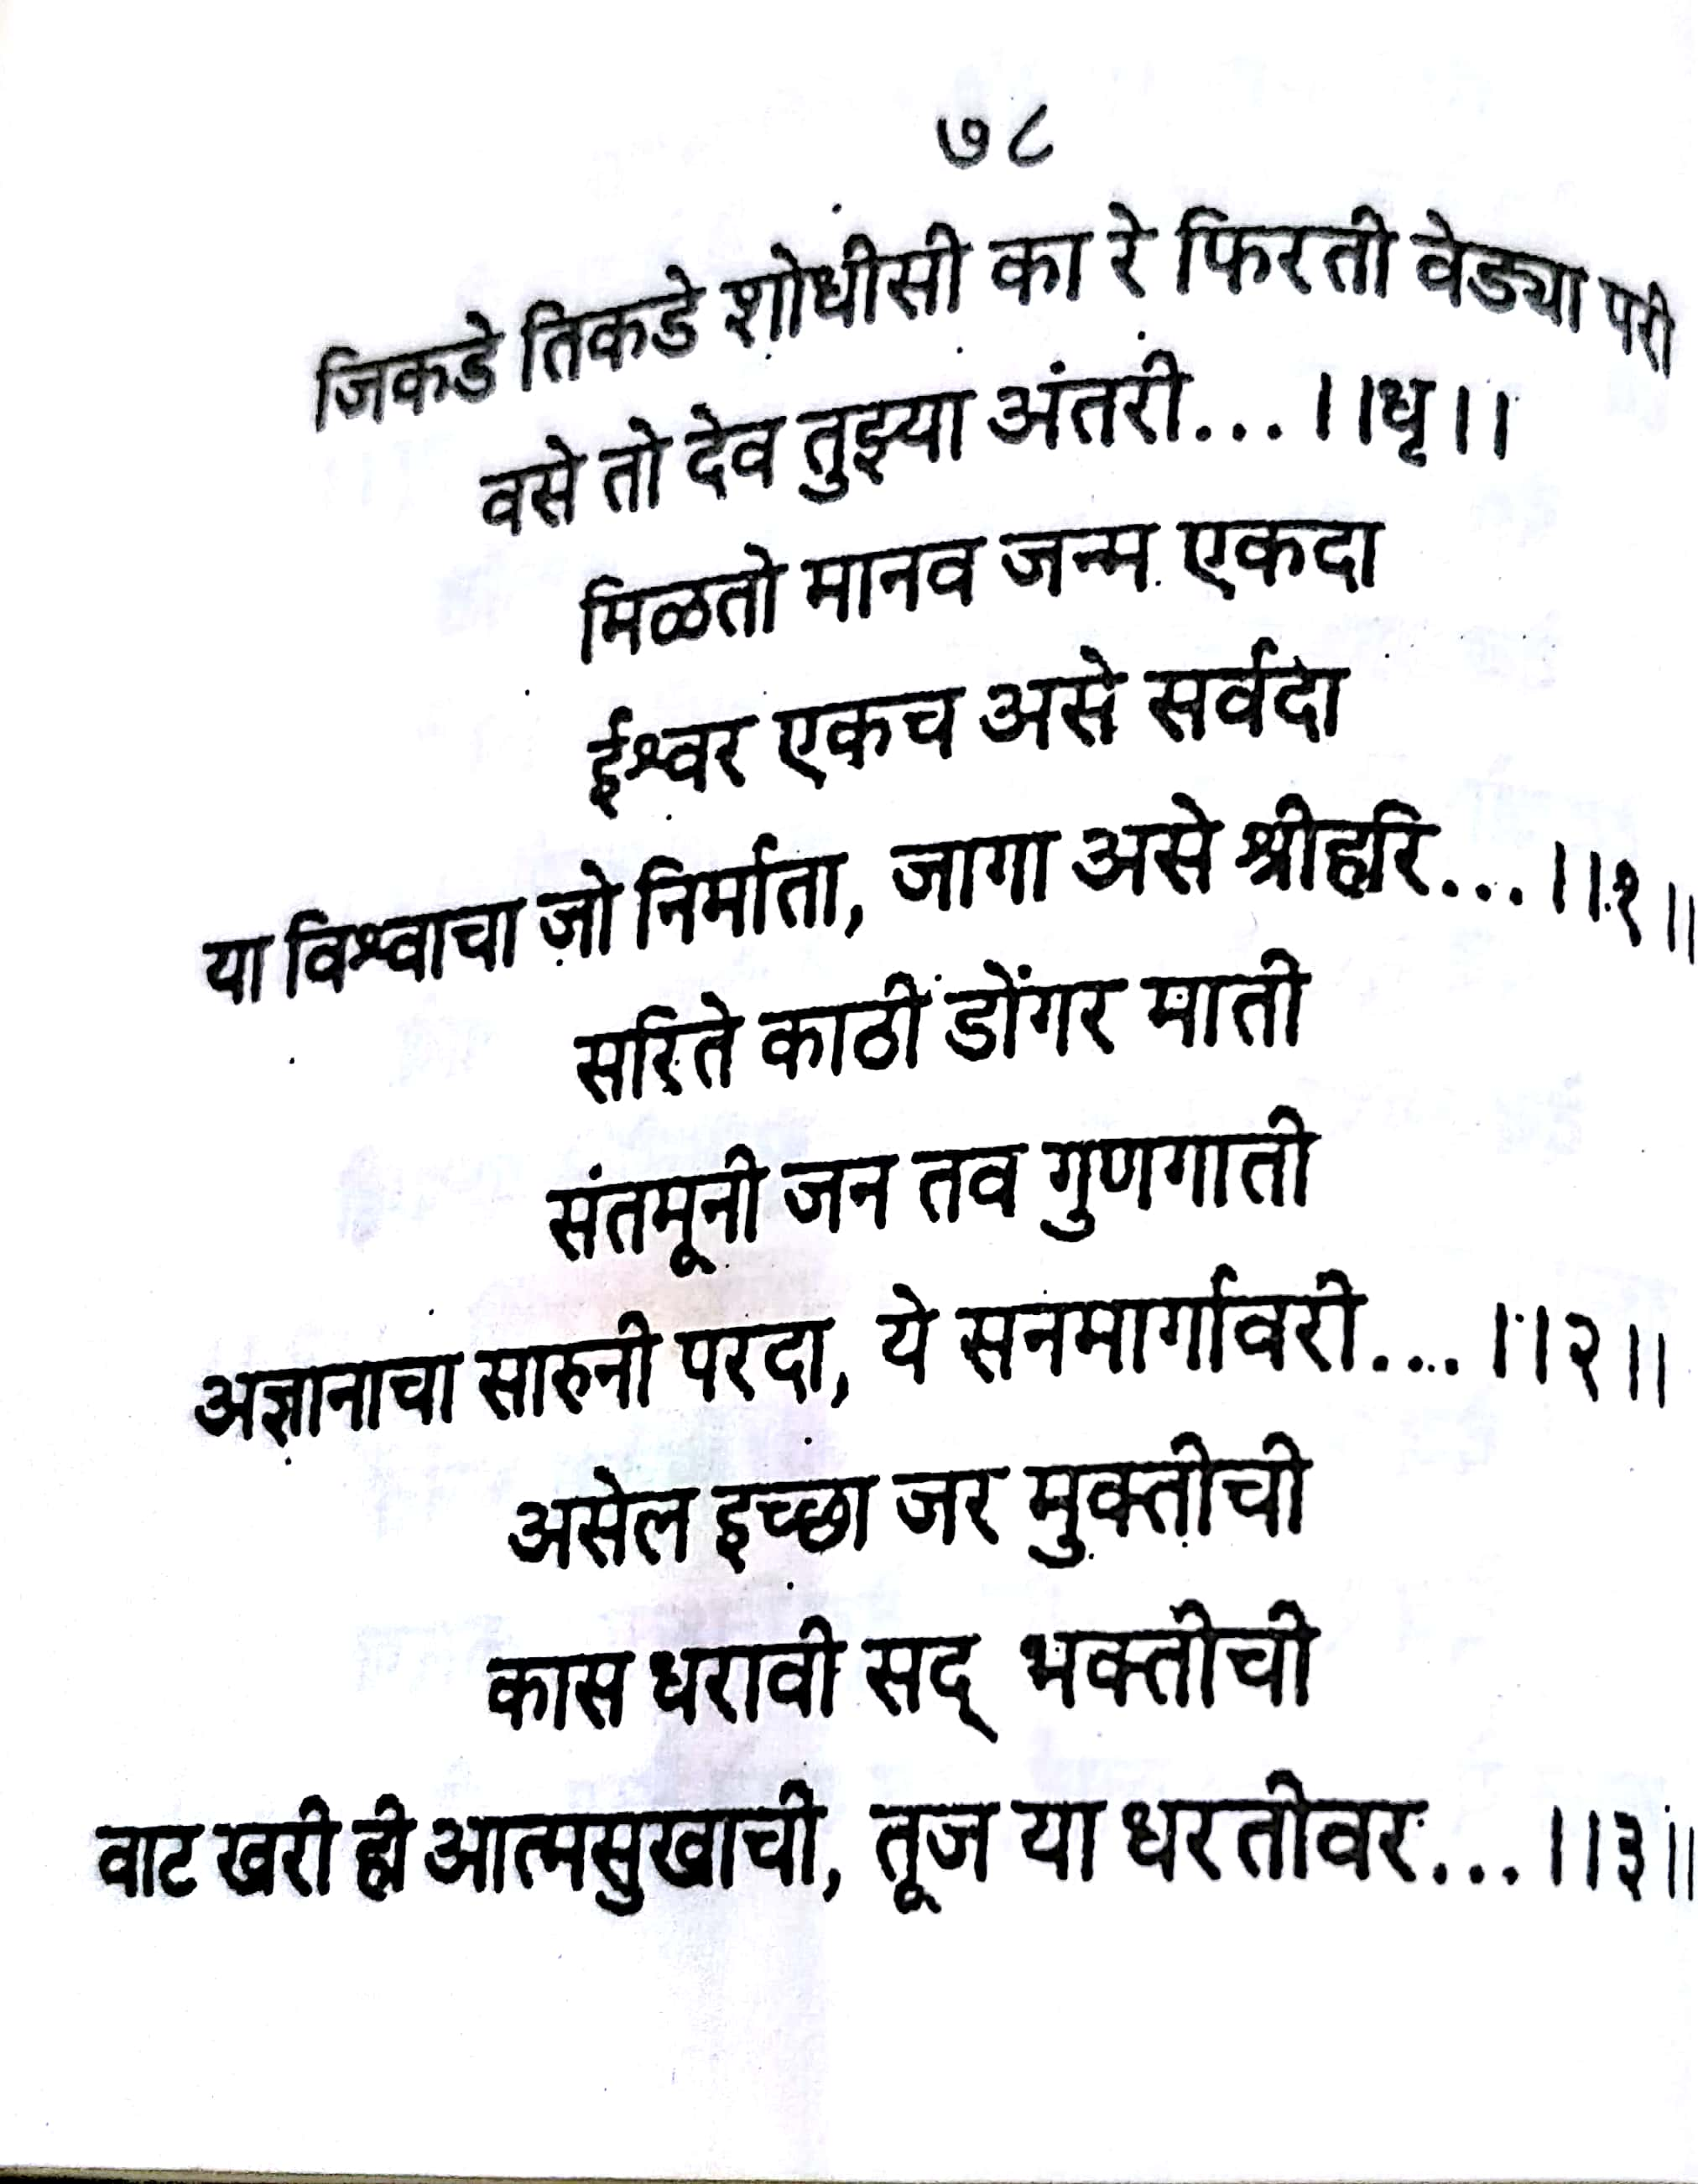 ७८
जिकडे तिकडे शोधीसी का रे फिरती वेड्या परी
वसे तो देव तुझ्या अंतरी... ।।धृ।।
मिळतो मानव जन्म एकदा
ईश्वर एकच असे सर्वदा
या विश्वाचा जो निर्माता, जागा असे श्रीहरि... ।।१॥
सरिते काठी डोंगर माती
संतमूनी जन तव गुणगाती
अज्ञानाचा सारुनी परदा, ये सनमार्गावरी.... ।।२॥
असेल इच्छा जर मुक्तीची
कास धरावी सद् भक्तीची
वाट खरी ही आत्मसुखाची, तूज या धरतीवर... ।।३॥